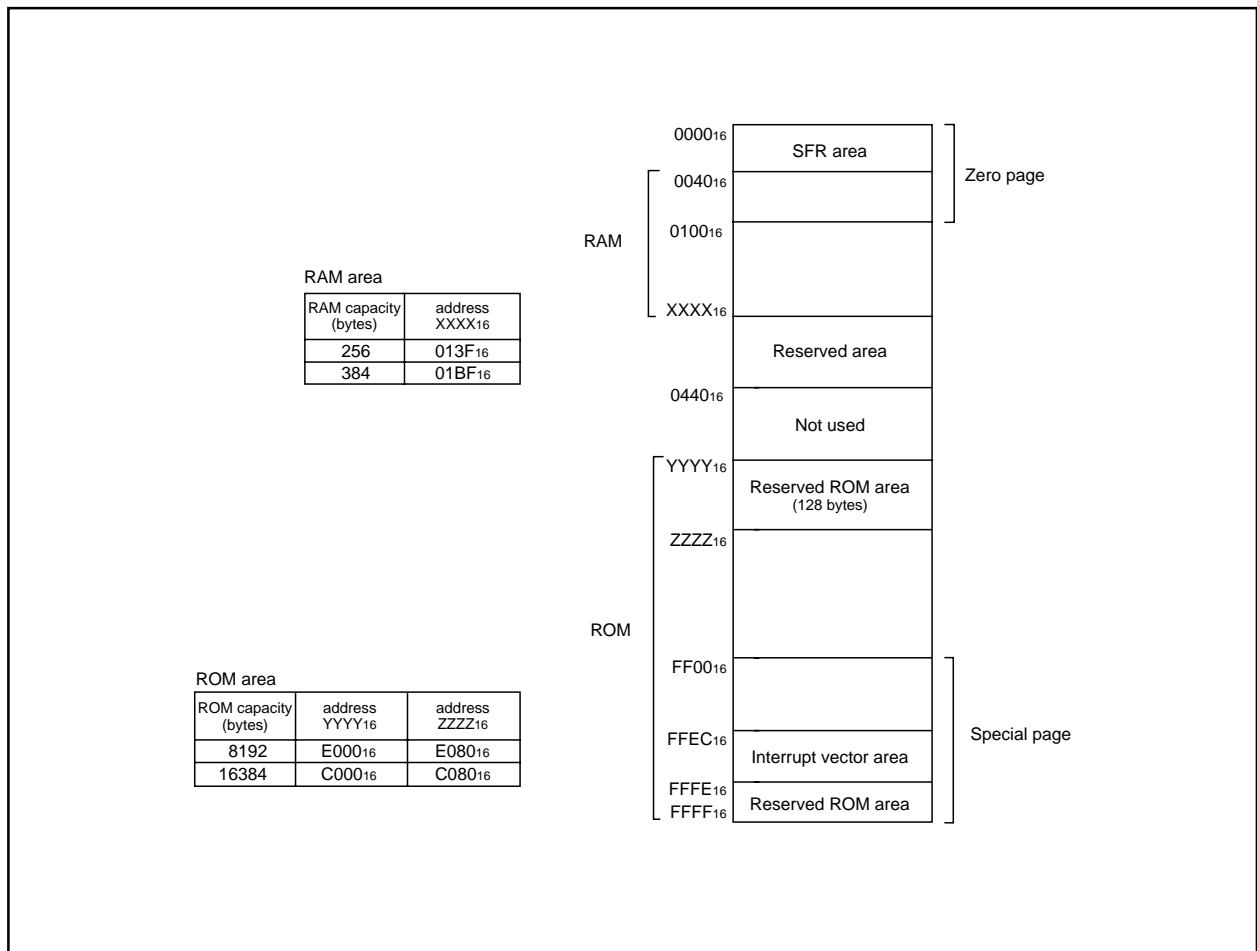 0000₁₆
SFR area
Zero page
0040₁₆
RAM
0100₁₆
XXXX₁₆
RAM area
RAM capacity (bytes) address XXXX₁₆
256 013F₁₆
384 01BF₁₆
Reserved area
0440₁₆
Not used
YYYY₁₆
Reserved ROM area
(128 bytes)
ZZZZ₁₆
ROM
FF00₁₆
ROM area
ROM capacity (bytes) address YYYY₁₆ address ZZZZ₁₆
8192 E000₁₆ E080₁₆
16384 C000₁₆ C080₁₆
FFEC₁₆
Special page
Interrupt vector area
FFFE₁₆
Reserved ROM area
FFFF₁₆